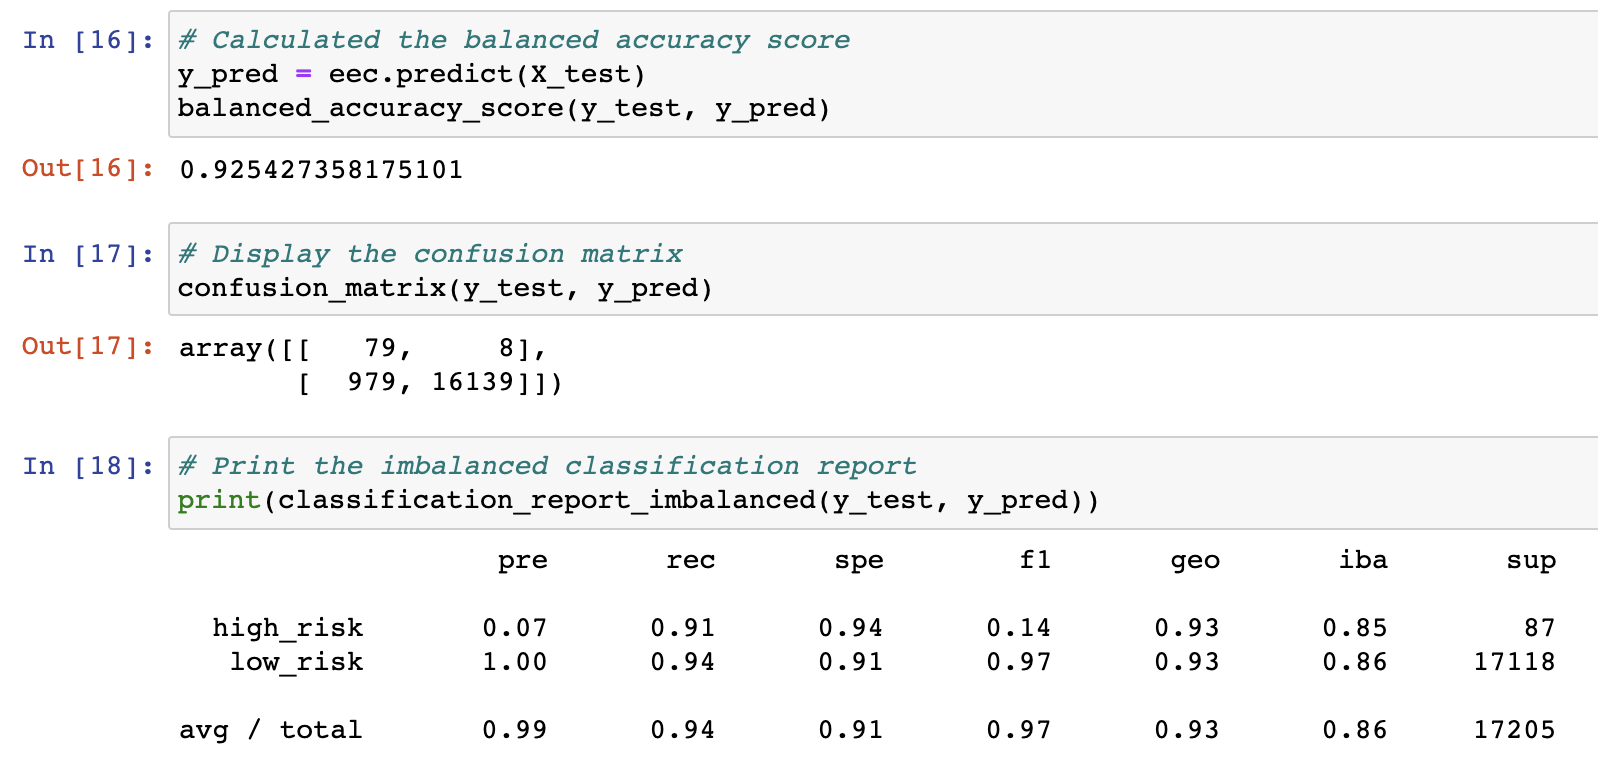 In [16]: # Calculated the balanced accuracy score
y_pred = eec.predict(X_test)
balanced_accuracy_score(y_test, y_pred)
Out[16]: 0.925427358175101
In [17]: # Display the confusion matrix
confusion_matrix(y_test, y_pred)
Out[17]: array([[   79,     8],
       [  979, 16139]])
In [18]: # Print the imbalanced classification report
print(classification_report_imbalanced(y_test, y_pred))
pre rec spe f1 geo iba sup
high_risk 0.07 0.91 0.94 0.14 0.93 0.85 87
low_risk 1.00 0.94 0.91 0.97 0.93 0.86 17118
avg / total 0.99 0.94 0.91 0.97 0.93 0.86 17205